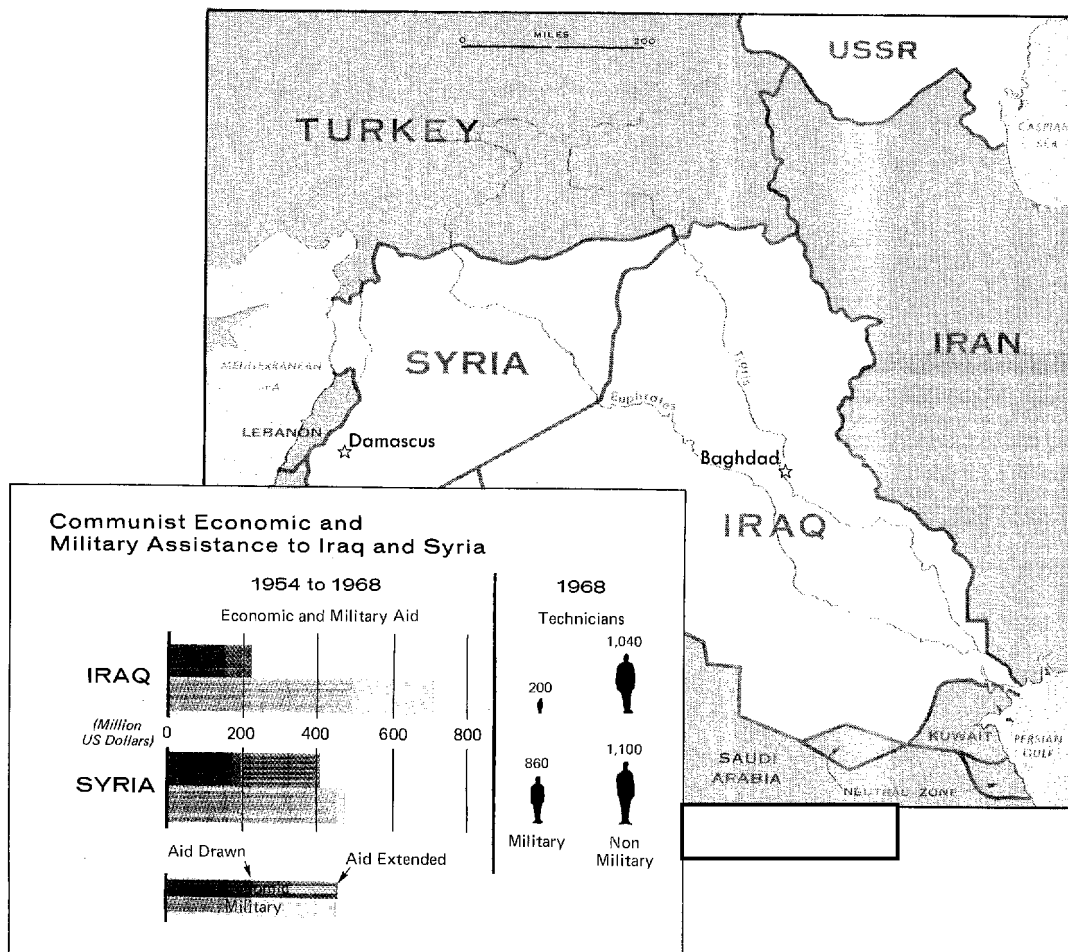 MILES
0 200
USSR
TURKEY
CASPIAN
SEA
IRAN
SYRIA
MEDITERRANEAN
SEA
Tigris
Euphrates
LEBANON
Damascus
Baghdad
IRAQ
KUWAIT
PERSIAN
GULF
SAUDI
ARABIA
NEUTRAL ZONE
Communist Economic and
Military Assistance to Iraq and Syria
1954 to 1968
Economic and Military Aid
IRAQ
(Million
US Dollars)
0 200 400 600 800
SYRIA
Aid Drawn
Aid Extended
Military
1968
Technicians
200
1,040
860
1,100
Military
Non
Military